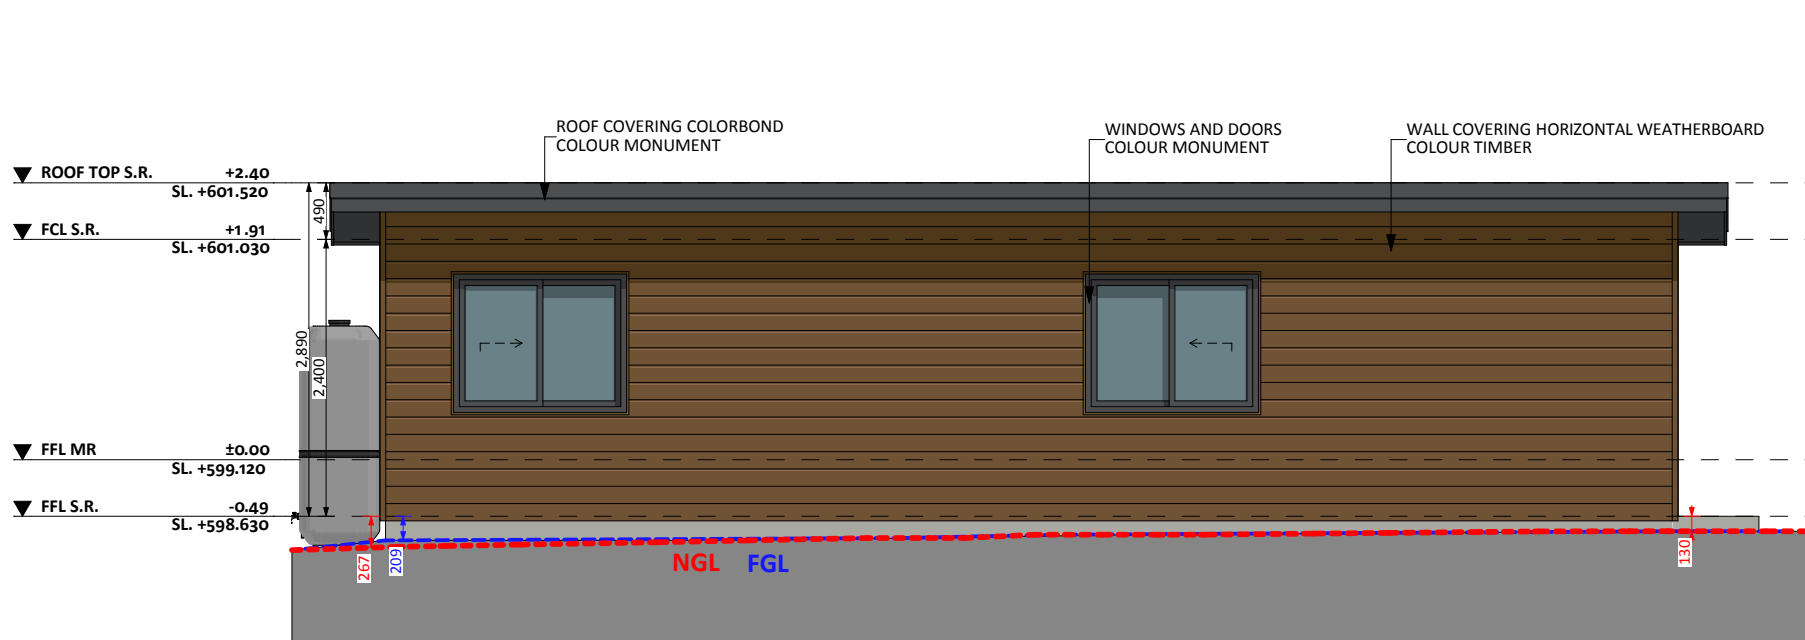 ROOF COVERING COLORBOND
COLOUR MONUMENT
WINDOWS AND DOORS
COLOUR MONUMENT
WALL COVERING HORIZONTAL WEATHERBOARD
COLOUR TIMBER
ROOF TOP S.R. +2.40
SL. +601.520
490
FCL S.R. +1.91
SL. +601.030
2,890
2,400
FFL MR ±0.00
SL. +599.120
FFL S.R. -0.49
SL. +598.630
267
209
NGL FGL
130